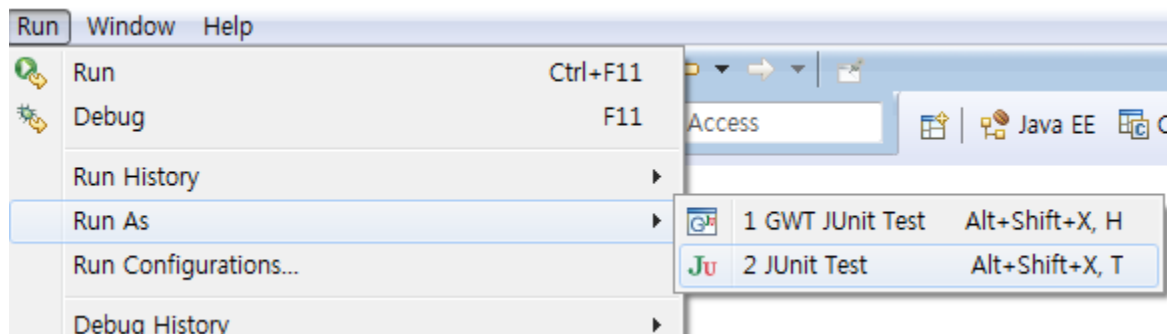 Run Window Help
Run Ctrl+F11
Debug F11
Access
Java EE
Run History
Run As
1 GWT JUnit Test Alt+Shift+X, H
Run Configurations...
2 JUnit Test Alt+Shift+X, T
Debug History